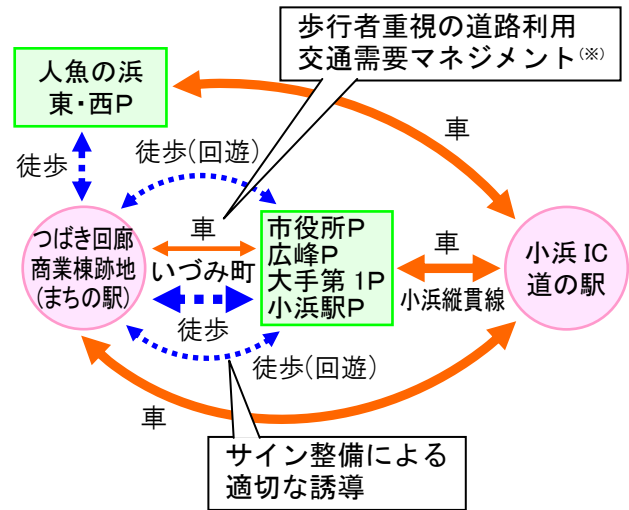 歩行者重視の道路利用
交通需要マネジメント(※)
人魚の浜
東・西P
車
徒歩
徒歩(回遊)
つばき回廊
商業棟跡地
(まちの駅)
車
いづみ町
徒歩
市役所P
広峰P
大手第1P
小浜駅P
車
小浜縦貫線
小浜IC
道の駅
徒歩(回遊)
車
サイン整備による
適切な誘導